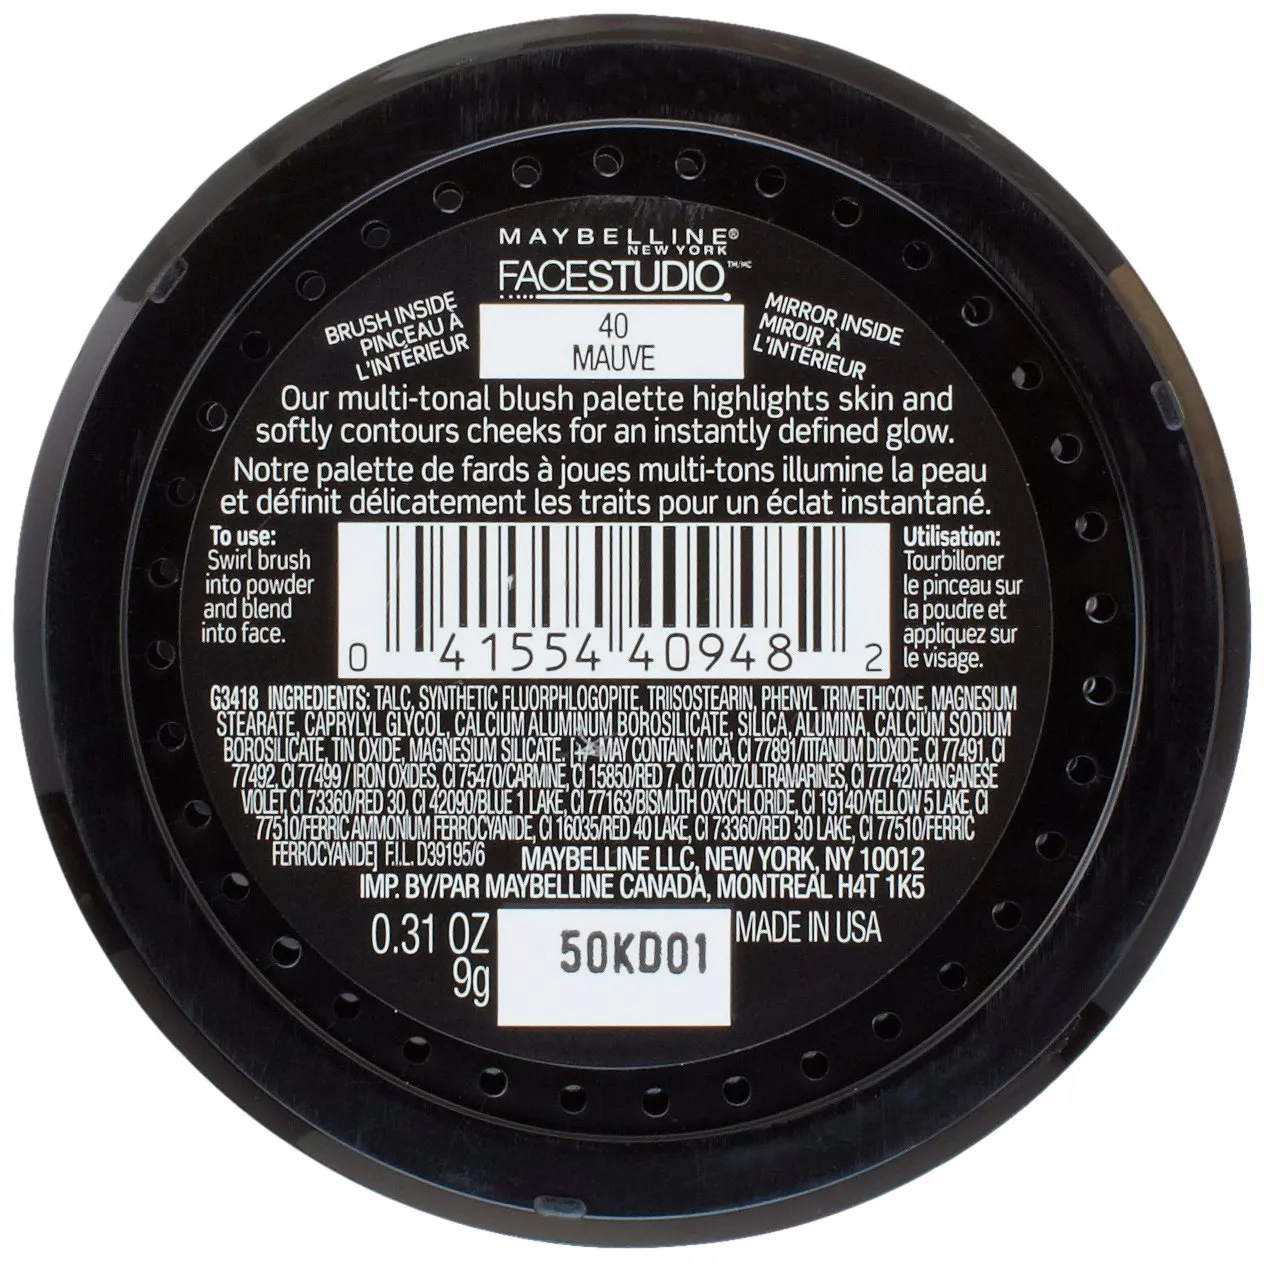 MAYBELLINE®
NEW YORK
FACESTUDIO™/MC
BRUSH INSIDE
PINCEAU À
L'INTÉRIEUR
40
MAUVE
MIRROR INSIDE
MIROIR À
L'INTÉRIEUR
Our multi-tonal blush palette highlights skin and
softly contours cheeks for an instantly defined glow.
Notre palette de fards à joues multi-tons illumine la peau
et définit délicatement les traits pour un éclat instantané.
To use:
Swirl brush
into powder
and blend
into face.
0 41554 40948 2
Utilisation:
Tourbilloner
le pinceau sur
la poudre et
appliquez sur
le visage.
G3418 INGREDIENTS: TALC, SYNTHETIC FLUORPHLOGOPITE, TRIISOSTEARIN, PHENYL TRIMETHICONE, MAGNESIUM
STEARATE, CAPRYLYL GLYCOL, CALCIUM ALUMINUM BOROSILICATE, SILICA, ALUMINA, CALCIUM SODIUM
BOROSILICATE, TIN OXIDE, MAGNESIUM SILICATE, MAY CONTAIN: MICA, CI 77891/TITANIUM DIOXIDE, CI 77491, CI
77492, CI 77499 / IRON OXIDES, CI 75470/CARMINE, CI 15850/RED 7, CI 77007/ULTRAMARINES, CI 77742/MANGANESE
VIOLET, CI 73360/RED 30, CI 42090/BLUE 1 LAKE, CI 77163/BISMUTH OXYCHLORIDE, CI 19140/YELLOW 5 LAKE, CI
77510/FERRIC AMMONIUM FERROCYANIDE, CI 16035/RED 40 LAKE, CI 73360/RED 30 LAKE, CI 77510/FERRIC
FERROCYANIDE] F.I.L. D39195/6 MAYBELLINE LLC, NEW YORK, NY 10012
IMP. BY/PAR MAYBELLINE CANADA, MONTREAL H4T 1K5
0.31 OZ
9g
50KD01
MADE IN USA